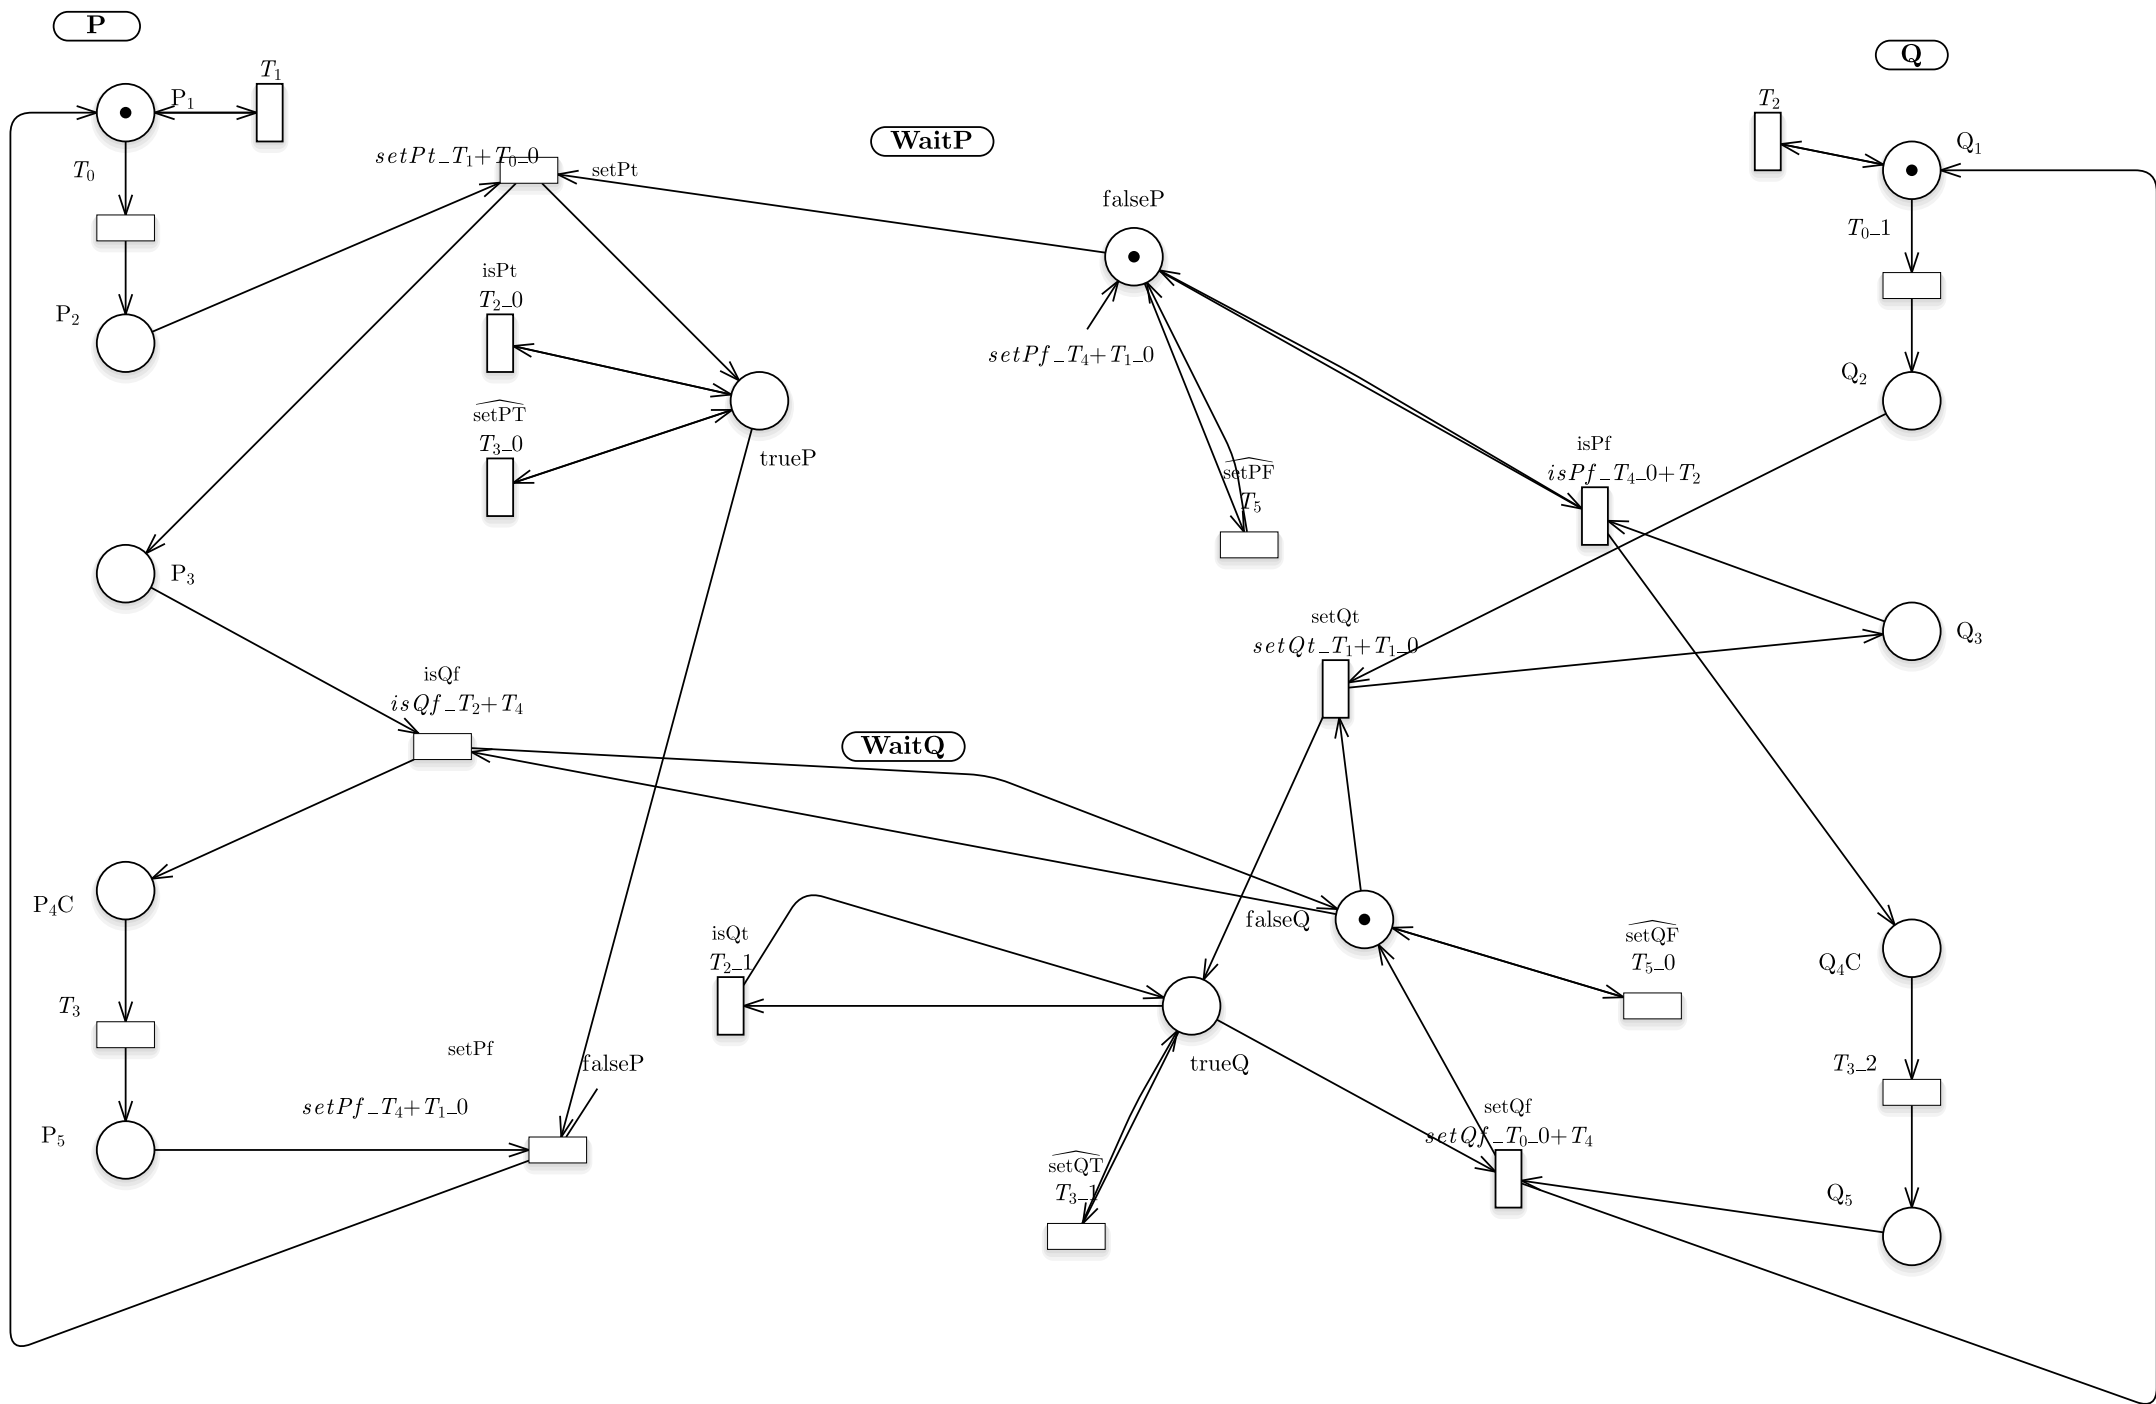 P
Q
T₁
P₁
T₂
WaitP
Q₁
setPt_T₁+T₀_0
setPt
T₀
falseP
T₀_1
isPt
T₂_0
P₂
setPf_T₄+T₁_0
Q₂
setPT
T₃_0
trueP
isPf
isPf_T₄_0+T₂
setPF
T₅
P₃
setQt
setQt_T₁+T₁_0
Q₃
isQf
isQf_T₂+T₄
WaitQ
P₄C
falseQ
isQt
T₂_1
setQF
T₅_0
Q₄C
T₃
setPf
falseP
trueQ
T₃_2
setPf_T₄+T₁_0
setQf
setQf_T₀_0+T₄
P₅
setQT
T₃_1
Q₅